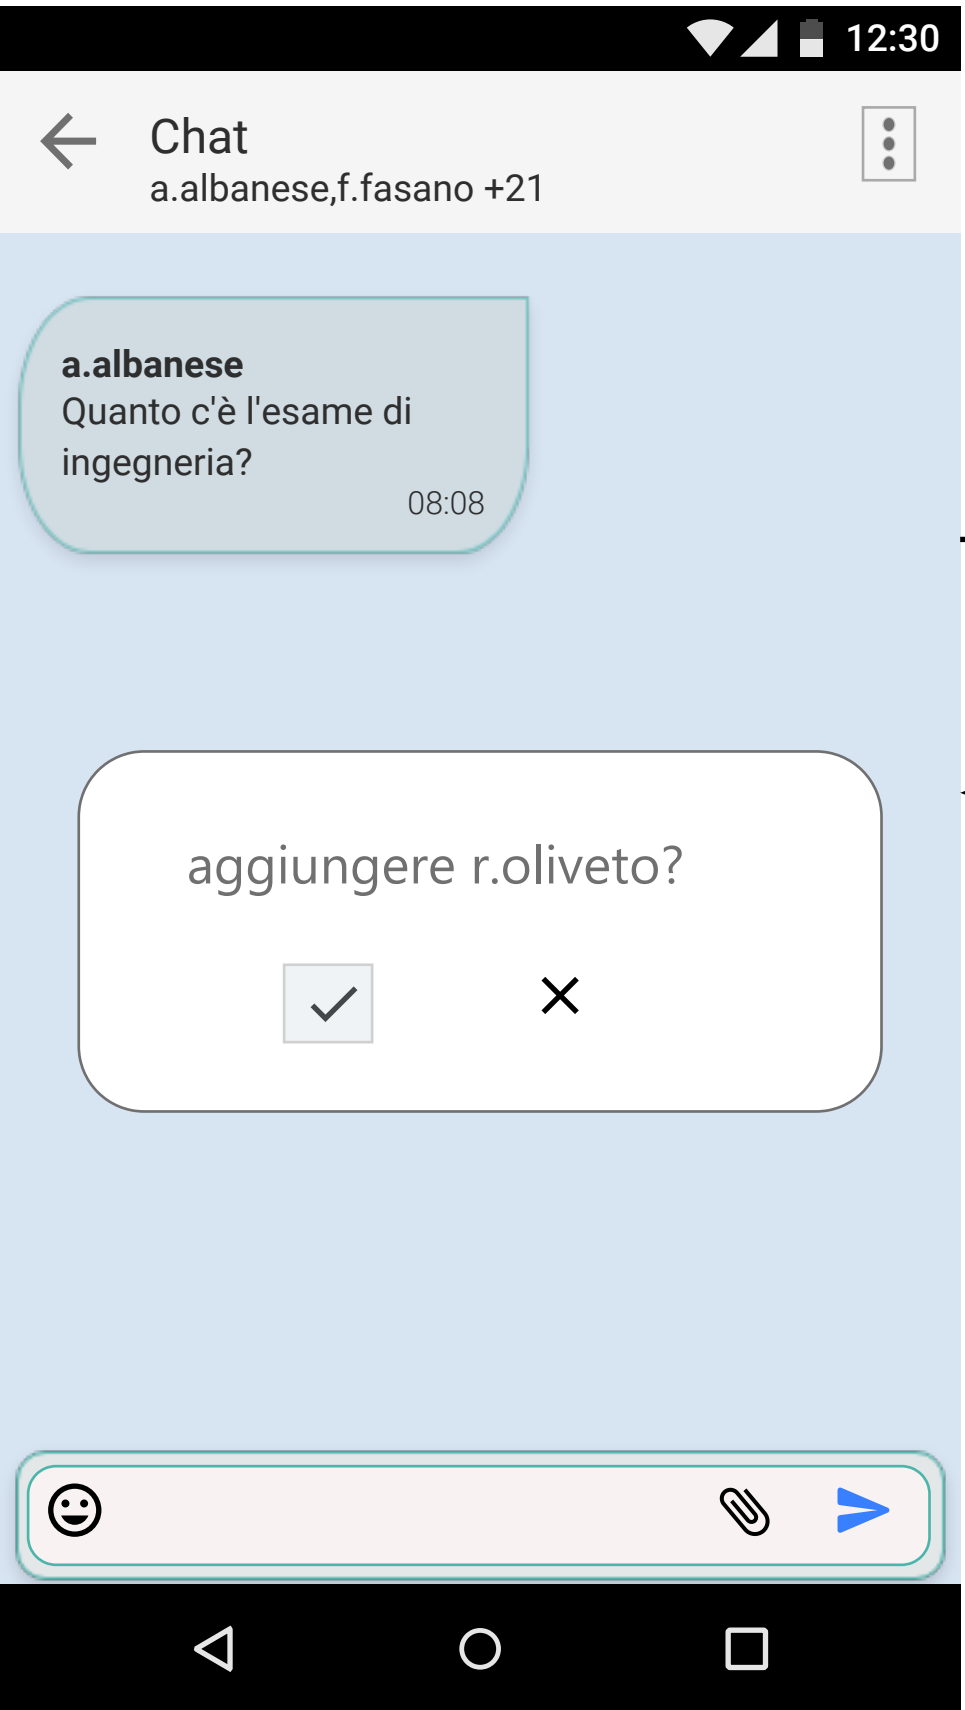 12:30
Chat
a.albanese,f.fasano +21
a.albanese
Quanto c'è l'esame di
ingegneria?
08:08
aggiungere r.oliveto?